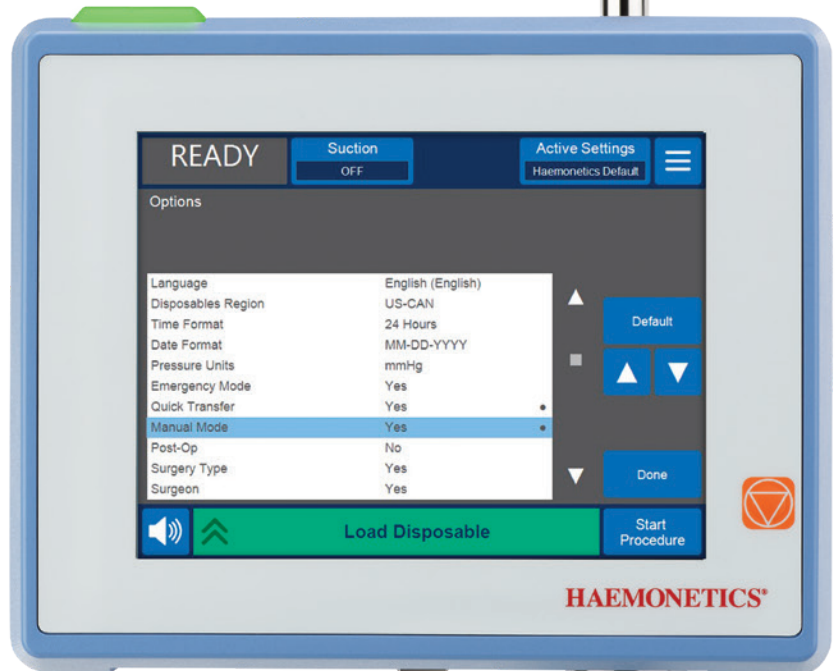 READY
Suction
OFF
Active Settings
Haemonetics Default
Options
Language English (English)
Disposables Region US-CAN
Time Format 24 Hours
Date Format MM-DD-YYYY
Pressure Units mmHg
Emergency Mode Yes
Quick Transfer Yes
Manual Mode Yes
Post-Op No
Surgery Type Yes
Surgeon Yes
Default
Done
Load Disposable
Start
Procedure
HAEMONETICS®